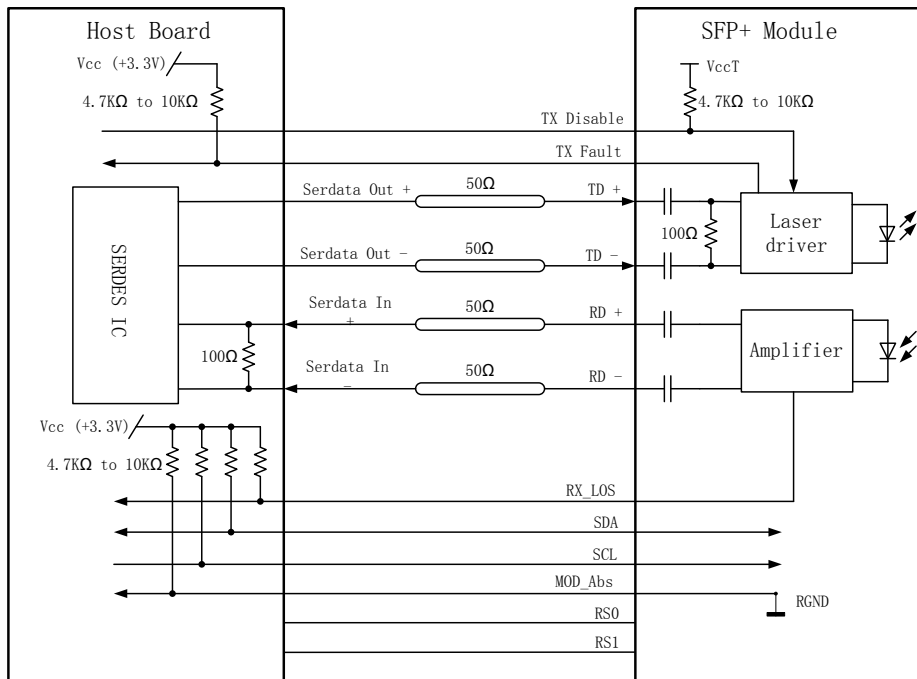 Host Board
SFP+ Module
Vcc (+3.3V)
VccT
4.7KΩ to 10KΩ
4.7KΩ to 10KΩ
TX Disable
TX Fault
Serdata Out +
50Ω
TD +
Laser
driver
100Ω
Serdata Out -
50Ω
TD -
SERDES IC
Serdata In
+
50Ω
RD +
Amplifier
100Ω
Serdata In
-
50Ω
RD -
Vcc (+3.3V)
4.7KΩ to 10KΩ
RX_LOS
SDA
SCL
MOD_Abs
RGND
RS0
RS1